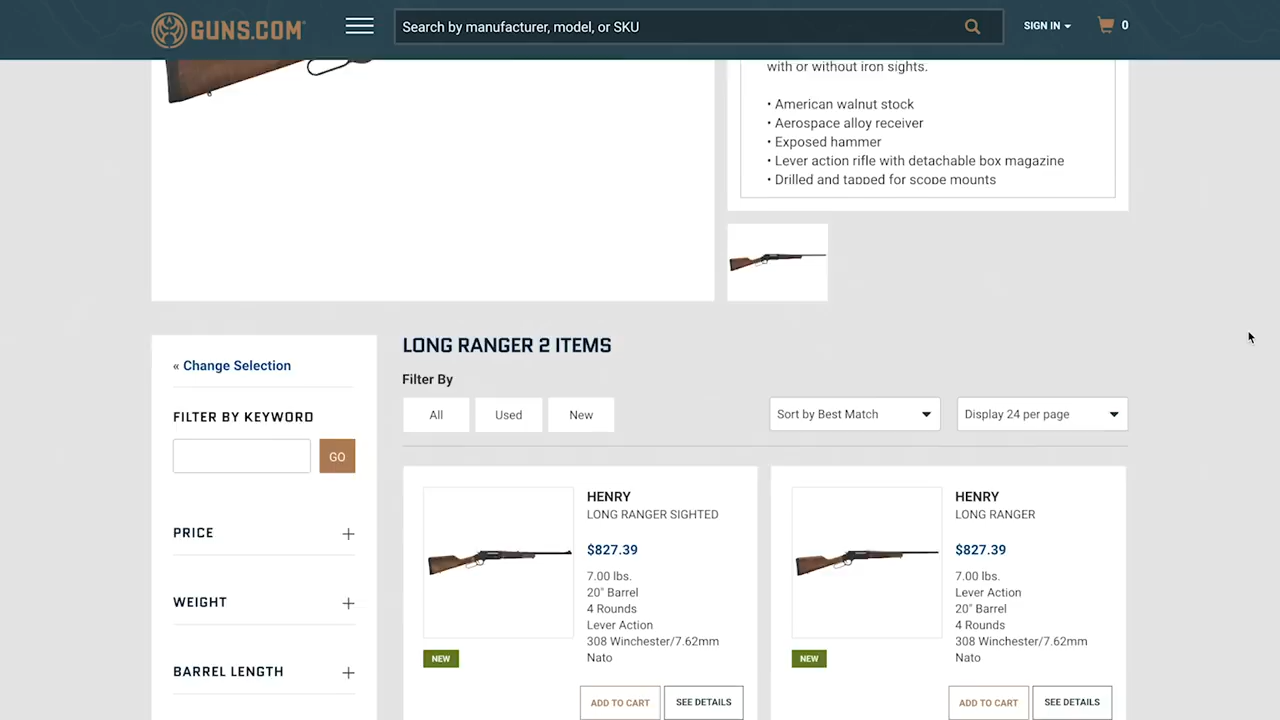 GUNS.COM
Search by manufacturer, model, or SKU
SIGN IN
0
with or without iron sights.
• American walnut stock
• Aerospace alloy receiver
• Exposed hammer
• Lever action rifle with detachable box magazine
• Drilled and tapped for scope mounts
« Change Selection
FILTER BY KEYWORD
GO
PRICE
WEIGHT
BARREL LENGTH
LONG RANGER 2 ITEMS
Filter By
All
Used
New
Sort by Best Match
Display 24 per page
HENRY
LONG RANGER SIGHTED
$827.39
7.00 lbs.
20" Barrel
4 Rounds
Lever Action
308 Winchester/7.62mm
Nato
NEW
ADD TO CART
SEE DETAILS
HENRY
LONG RANGER
$827.39
7.00 lbs.
Lever Action
20" Barrel
4 Rounds
308 Winchester/7.62mm
Nato
NEW
ADD TO CART
SEE DETAILS